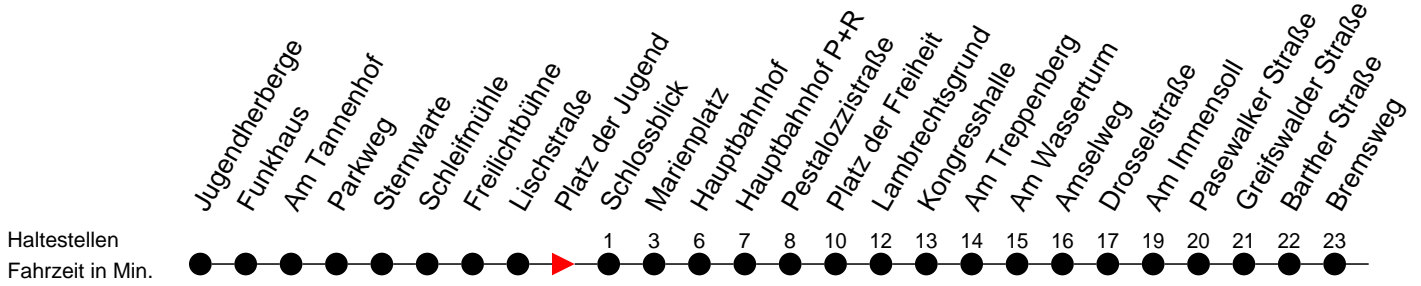 Jugendherberge
Funkhaus
Am Tannenhof
Parkweg
Sternwarte
Schleifmühle
Freilichtbühne
Lischstraße
Platz der Jugend
Schlossblick
Marienplatz
Hauptbahnhof
Hauptbahnhof P+R
Pestalozzistraße
Platz der Freiheit
Lambrechtsgrund
Kongresshalle
Am Treppenberg
Am Wasserturm
Amselweg
Drosselstraße
Am Immensoll
Pasewalker Straße
Greifswalder Straße
Barther Straße
Bremsweg
Haltestellen 1 3 6 7 8 10 12 13 14 15 16 17 19 20 21 22 23
Fahrzeit in Min.